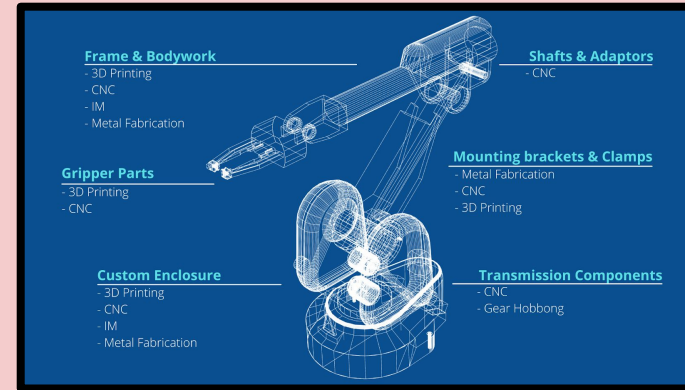 Frame & Bodywork
- 3D Printing
- CNC
- IM
- Metal Fabrication
Shafts & Adaptors
- CNC
Gripper Parts
- 3D Printing
- CNC
Mounting brackets & Clamps
- Metal Fabrication
- CNC
- 3D Printing
Custom Enclosure
- 3D Printing
- CNC
- IM
- Metal Fabrication
Transmission Components
- CNC
- Gear Hobbong